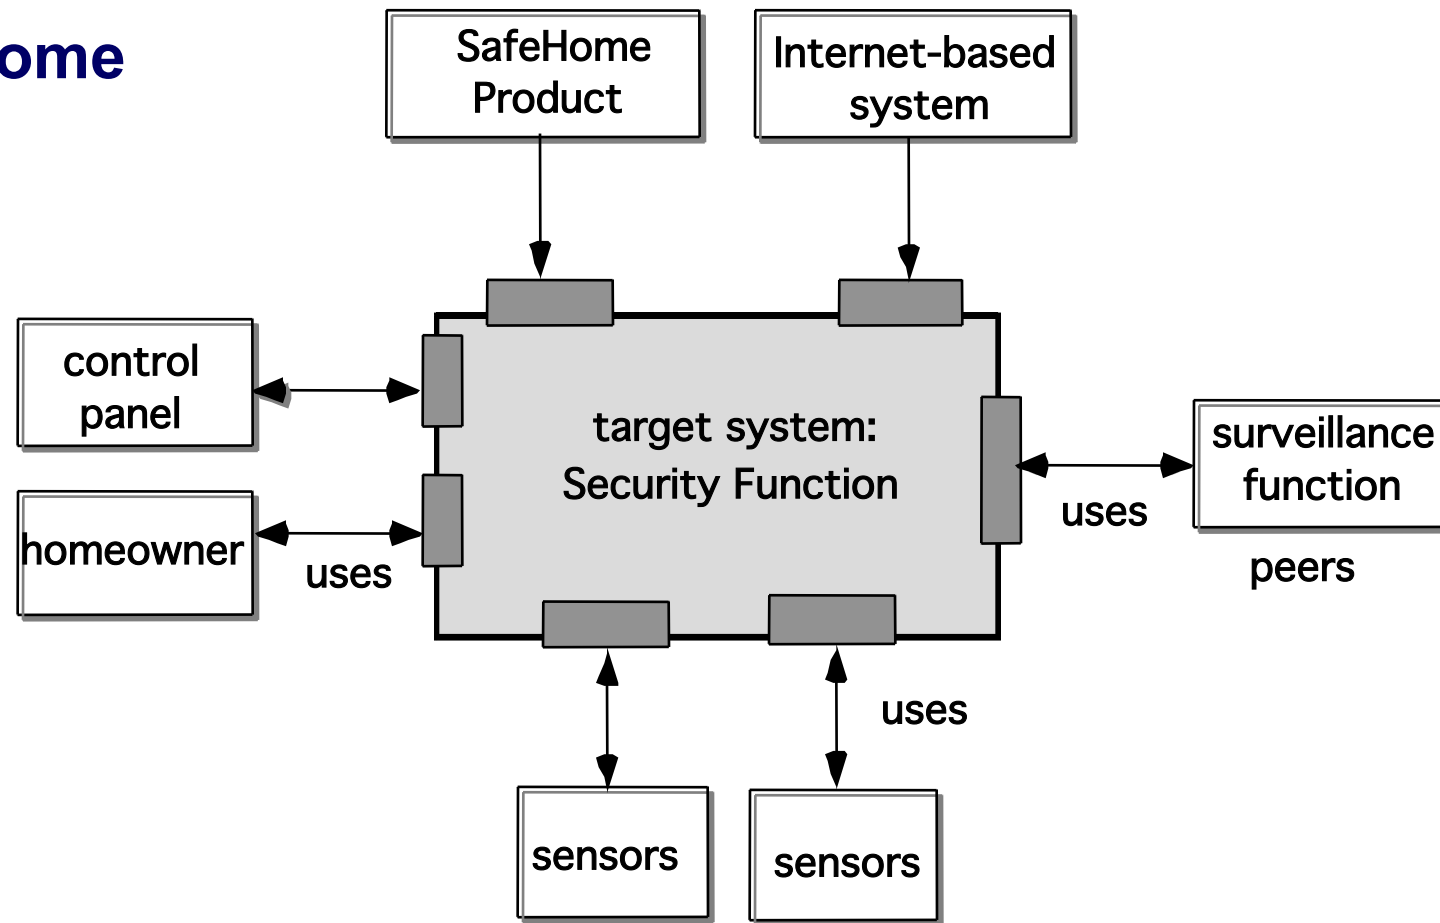 ome
SafeHome
Product
Internet-based
system
control
panel
target system:
Security Function
surveillance
function
uses
peers
homeowner
uses
uses
sensors
sensors